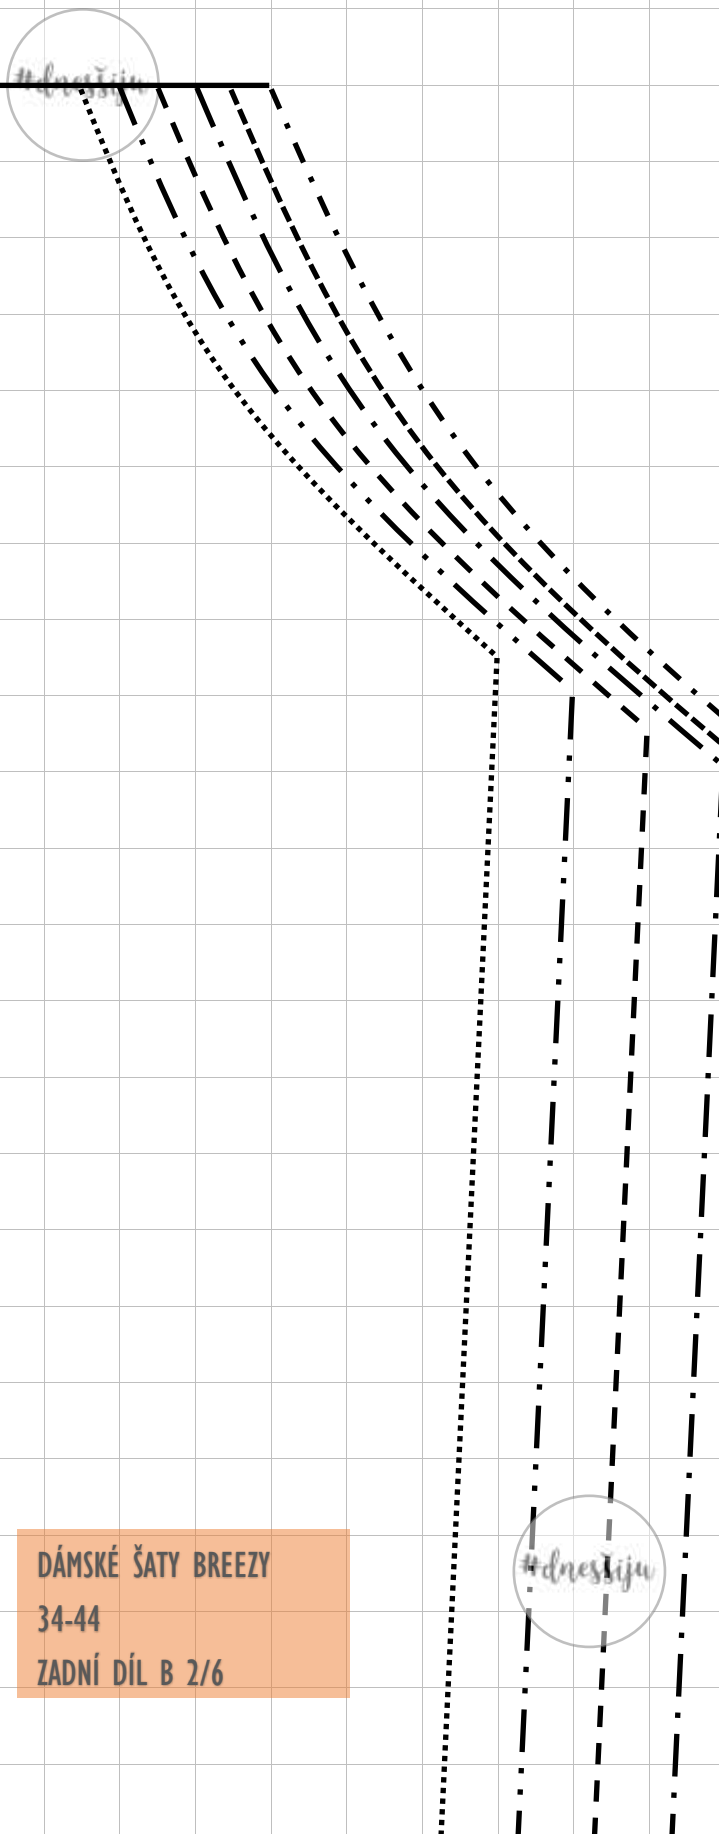 #dnesšiju
#dnesšiju
DÁMSKÉ ŠATY BREEZY
34-44
ZADNÍ DÍL B 2/6